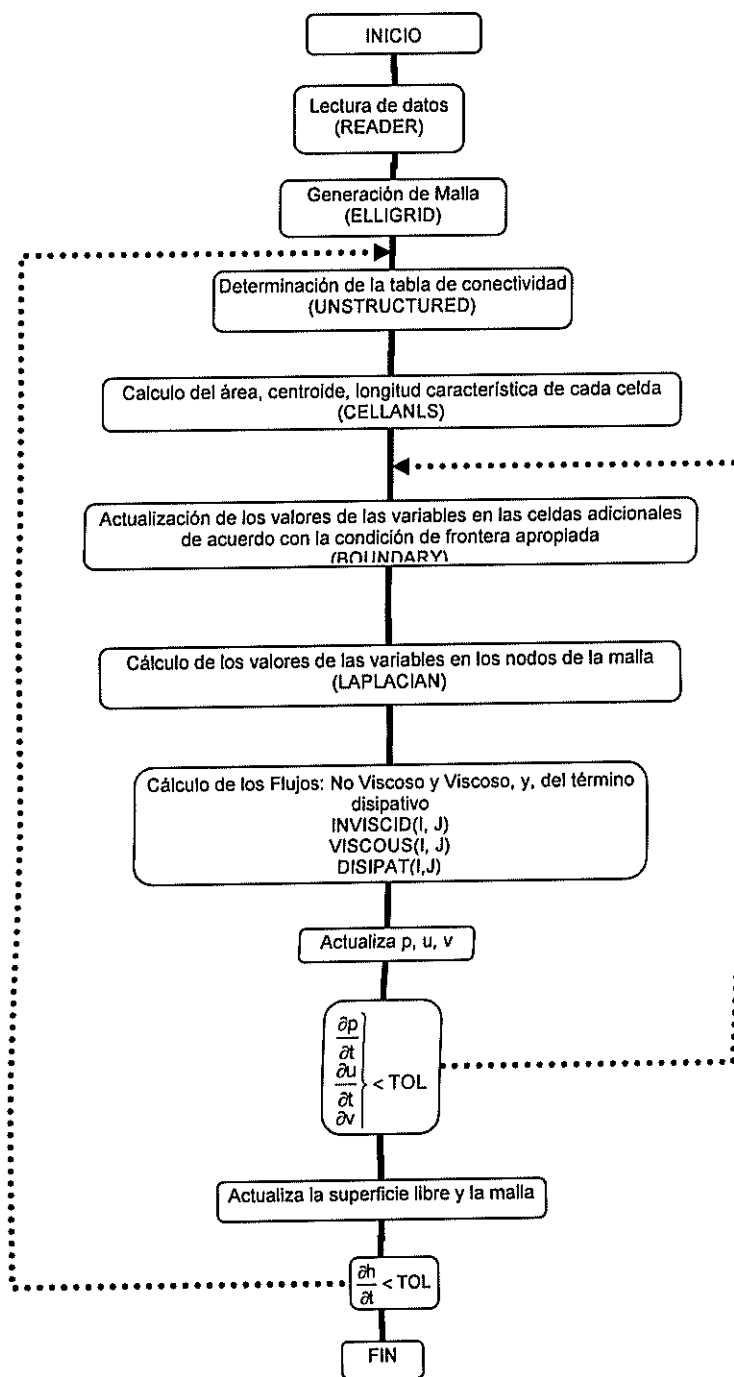 INICIO
Lectura de datos
(READER)
Generación de Malla
(ELLIGRID)
Determinación de la tabla de conectividad
(UNSTRUCTURED)
Calculo del área, centroide, longitud característica de cada celda
(CELLANLS)
Actualización de los valores de las variables en las celdas adicionales
de acuerdo con la condición de frontera apropiada
(BOUNDARY)
Cálculo de los valores de las variables en los nodos de la malla
(LAPLACIAN)
Cálculo de los Flujos: No Viscoso y Viscoso, y, del término
disipativo
INVISCID(I, J)
VISCOUS(I, J)
DISIPAT(I,J)
Actualiza p, u, v
∂p
∂t
∂u
∂t
∂v
< TOL
Actualiza la superficie libre y la malla
∂h
∂t
< TOL
FIN